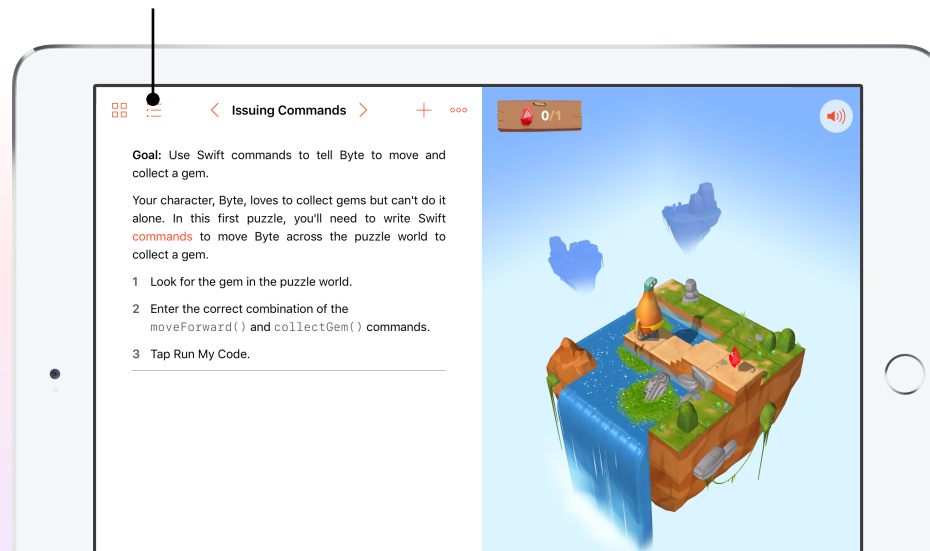 Issuing Commands
0/1
Goal: Use Swift commands to tell Byte to move and
collect a gem.
Your character, Byte, loves to collect gems but can't do it
alone. In this first puzzle, you'll need to write Swift
commands to move Byte across the puzzle world to
collect a gem.
1 Look for the gem in the puzzle world.
2 Enter the correct combination of the
moveForward() and collectGem() commands.
3 Tap Run My Code.